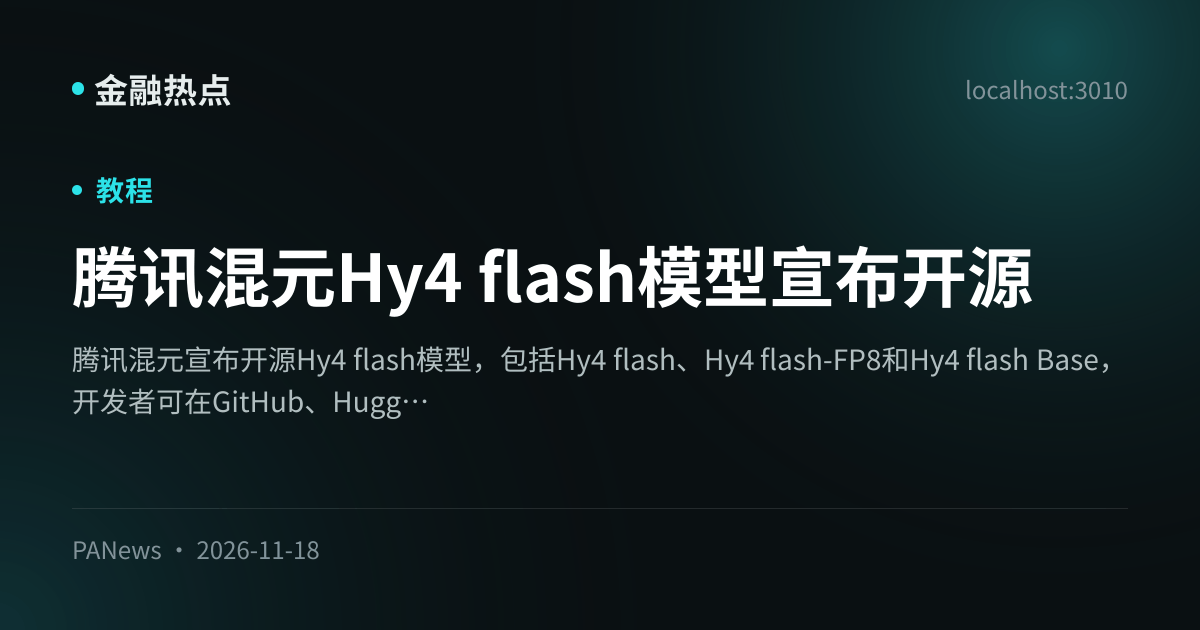 金融热点
localhost:3010
教程
腾讯混元Hy4 flash模型宣布开源
腾讯混元宣布开源Hy4 flash模型，包括Hy4 flash、Hy4 flash-FP8和Hy4 flash Base，
开发者可在GitHub、Hugg…
PANews • 2026-11-18